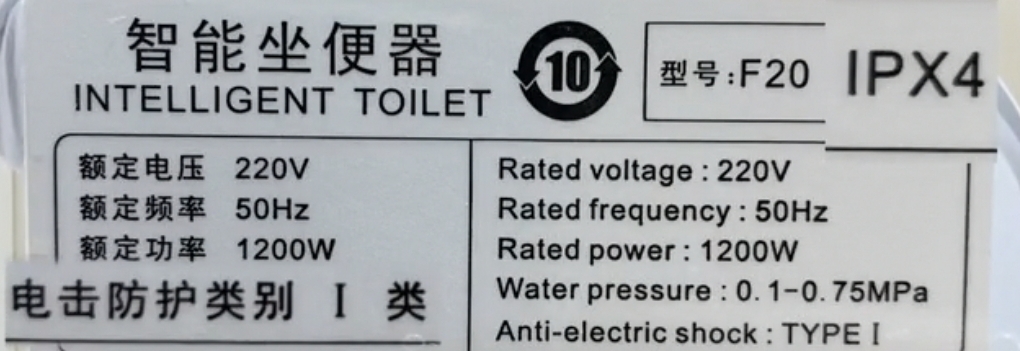 智能坐便器
INTELLIGENT TOILET
10
型号:F20
IPX4
额定电压 220V
额定频率 50Hz
额定功率 1200W
电击防护类别 I 类
Rated voltage : 220V
Rated frequency : 50Hz
Rated power : 1200W
Water pressure : 0.1-0.75MPa
Anti-electric shock : TYPE I